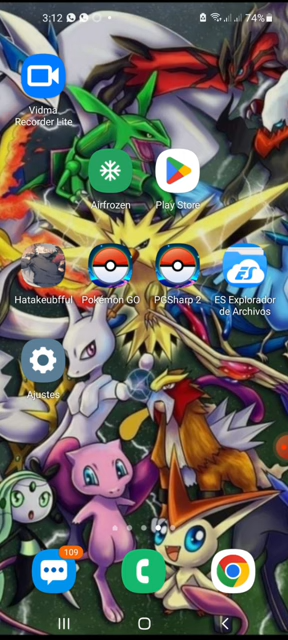 3:12
74%
Vidma
Recorder Lite
Airfrozen
Play Store
Hatakeubfful
Pokémon GO
PGSharp 2
ES Explorador
de Archivos
Ajustes
109